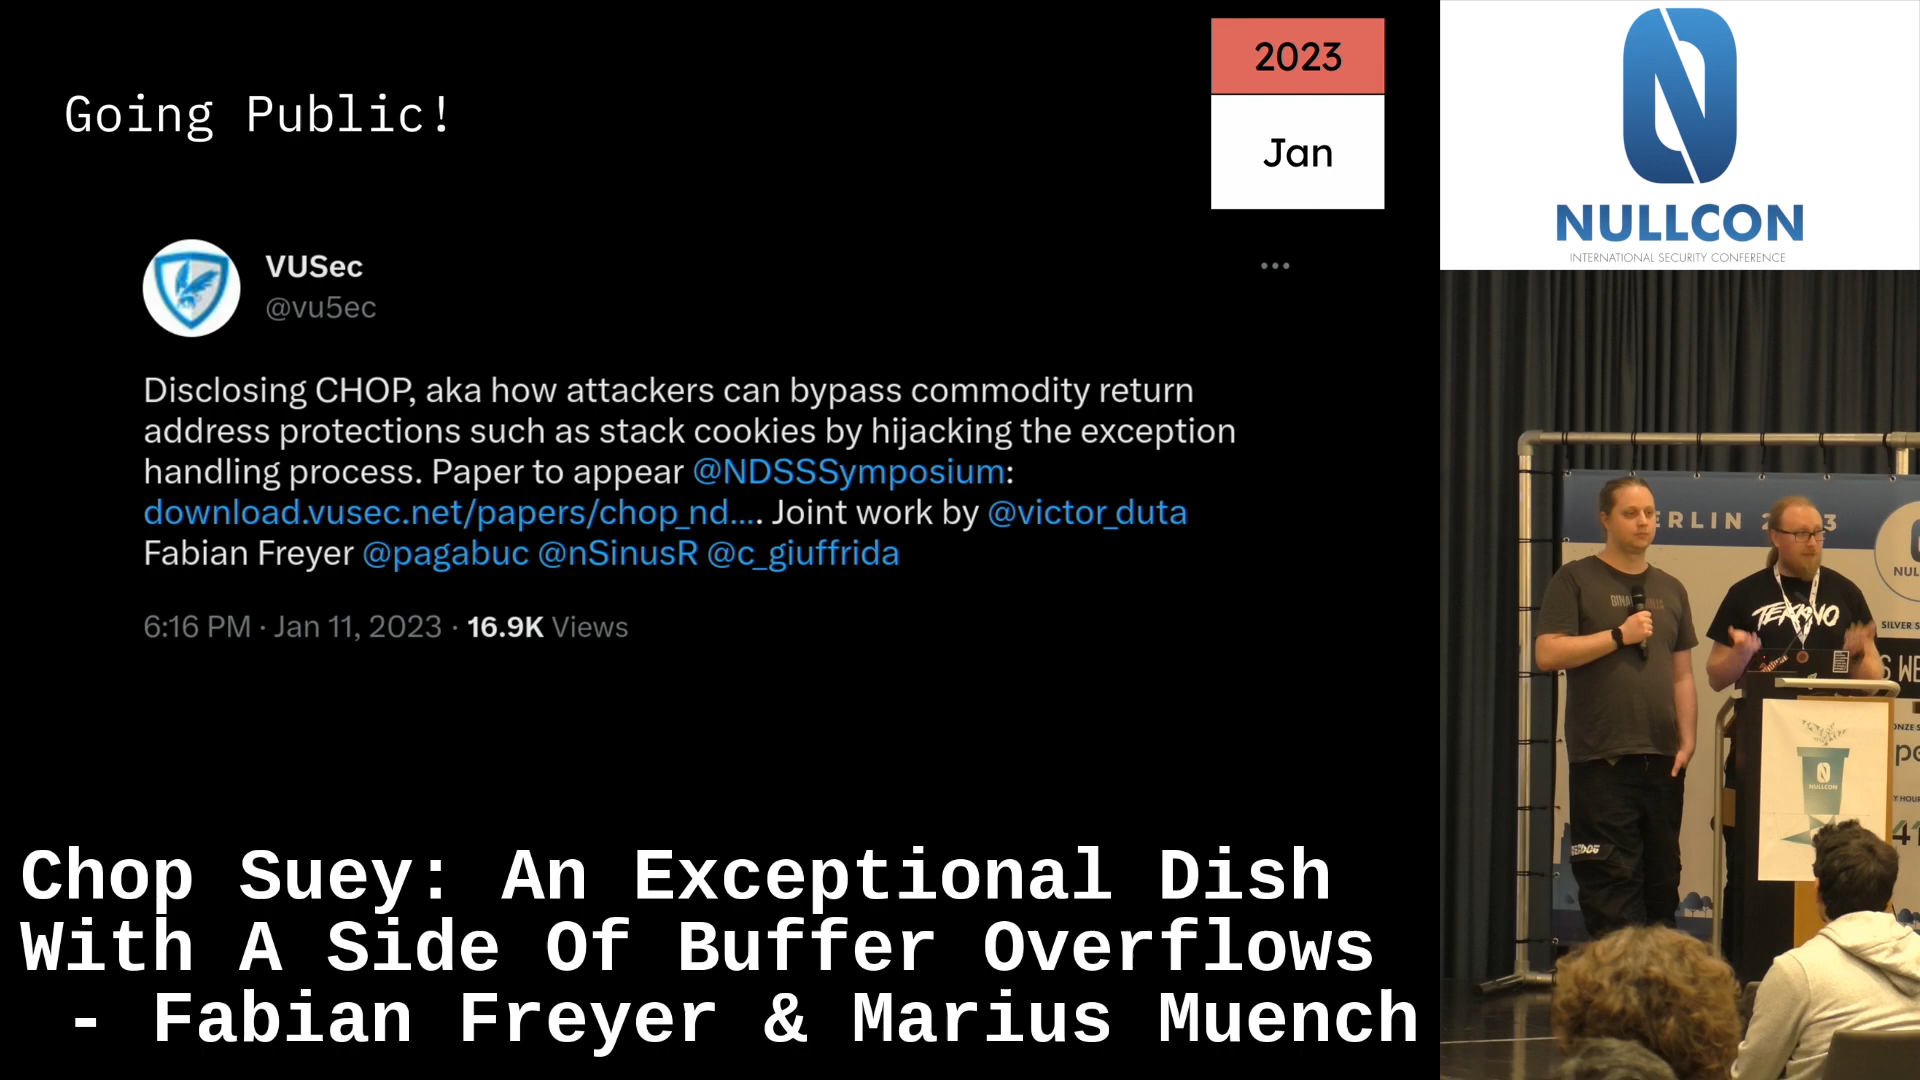 Going Public!
2023
Jan
VUSec
@vu5ec
Disclosing CHOP, aka how attackers can bypass commodity return
address protections such as stack cookies by hijacking the exception
handling process. Paper to appear @NDSSSymposium:
download.vusec.net/papers/chop_nd.... Joint work by @victor_duta
Fabian Freyer @pagabuc @nSinusR @c_giuffrida
6:16 PM · Jan 11, 2023 · 16.9K Views
Chop Suey: An Exceptional Dish
With A Side Of Buffer Overflows
- Fabian Freyer & Marius Muench
NULLCON
INTERNATIONAL SECURITY CONFERENCE
TEKKNO
SILVER S
NULLCON